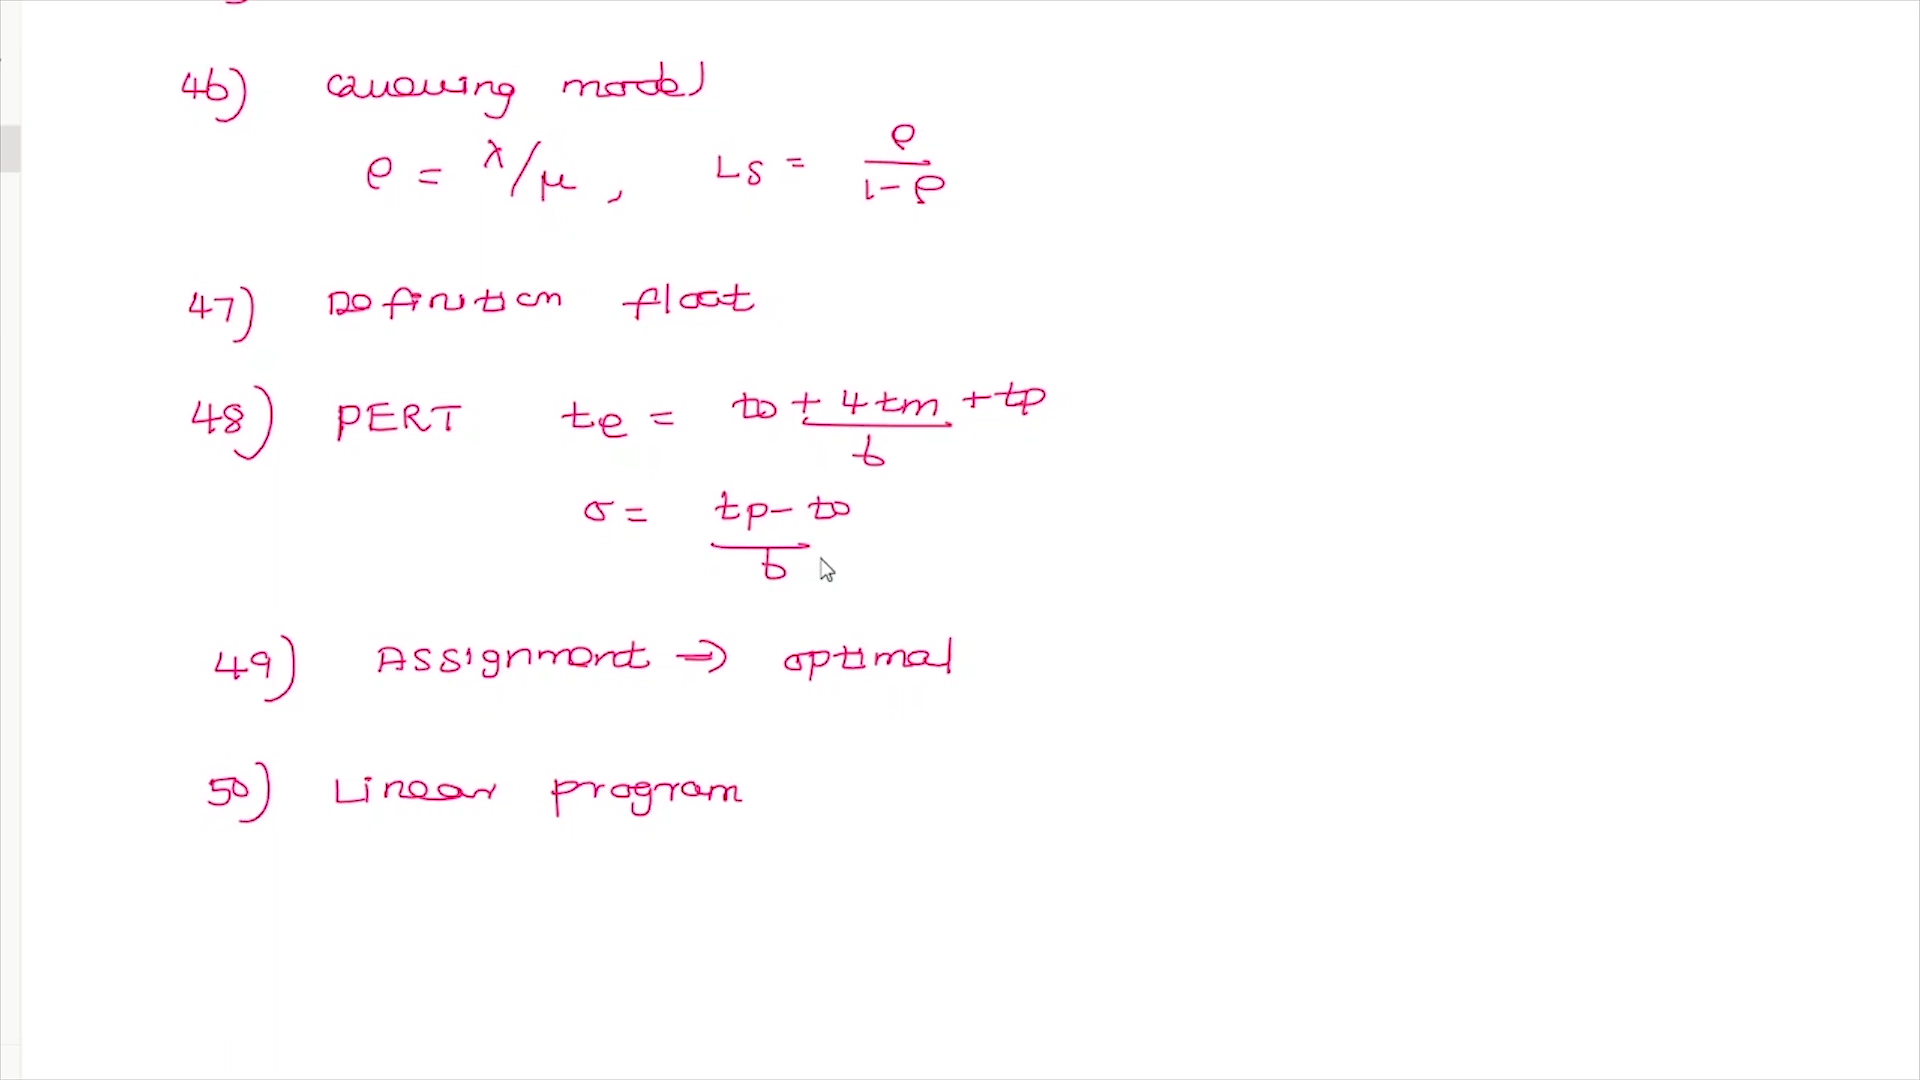 46) Queuing model
ρ = λ/μ , Ls = ρ / 1-ρ
47) Definition float
48) PERT te = to + 4tm + tp / 6
σ = tp - to / 6
49) Assignment ⇒ optimal
50) Linear program